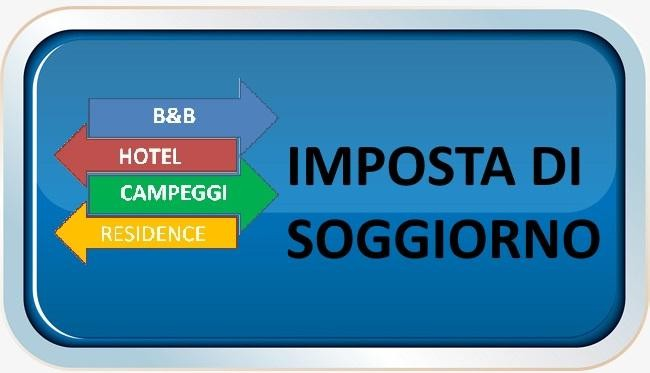 B&B
HOTEL
CAMPEGGI
RESIDENCE
IMPOSTA DI
SOGGIORNO